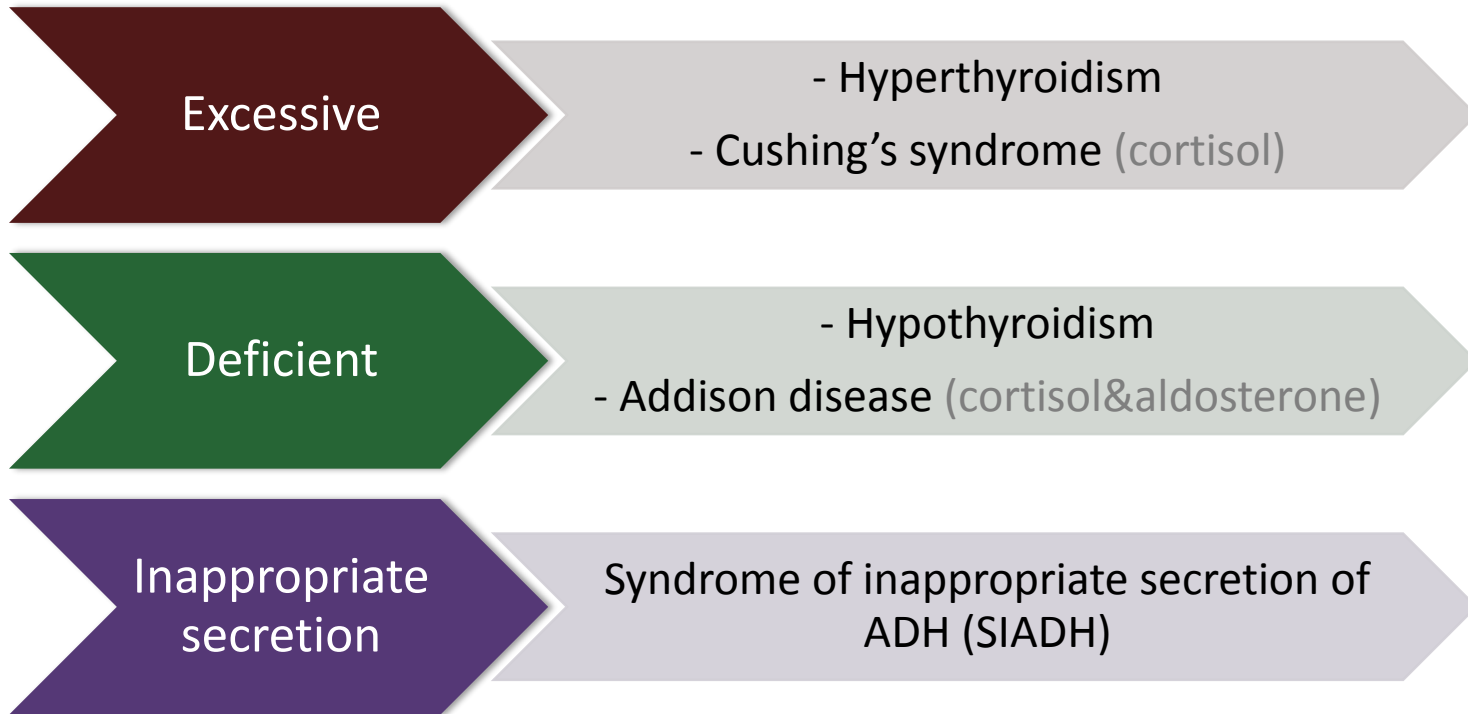 Excessive
- Hyperthyroidism
- Cushing’s syndrome (cortisol)
Deficient
- Hypothyroidism
- Addison disease (cortisol&aldosterone)
Inappropriate
secretion
Syndrome of inappropriate secretion of
ADH (SIADH)